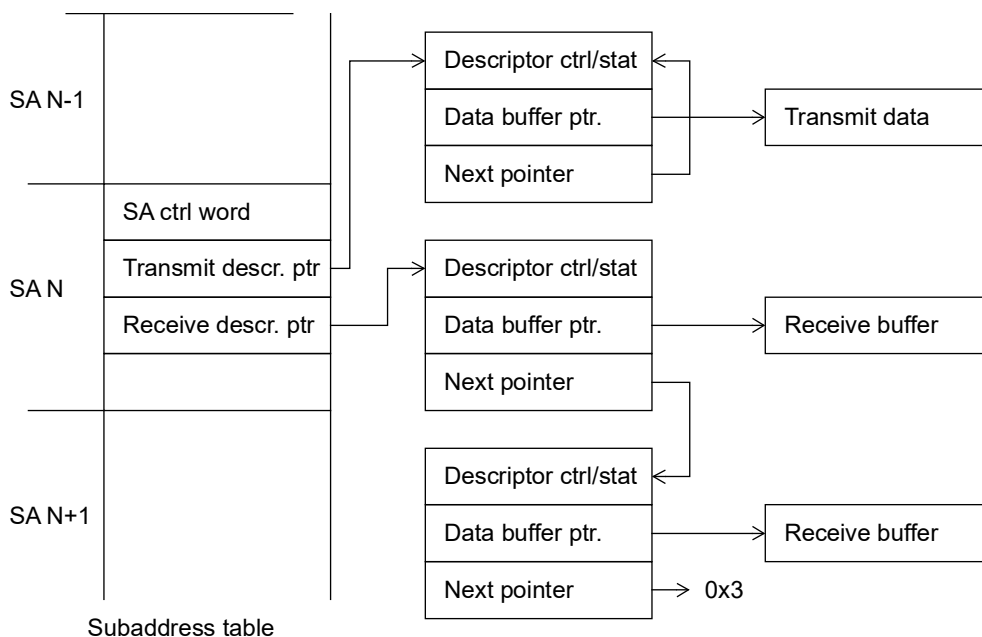 SA N-1
SA ctrl word
SA N
Transmit descr. ptr
Receive descr. ptr
SA N+1
Subaddress table
Descriptor ctrl/stat
Data buffer ptr.
Next pointer
Transmit data
Descriptor ctrl/stat
Data buffer ptr.
Next pointer
Receive buffer
Descriptor ctrl/stat
Data buffer ptr.
Next pointer
0x3
Receive buffer